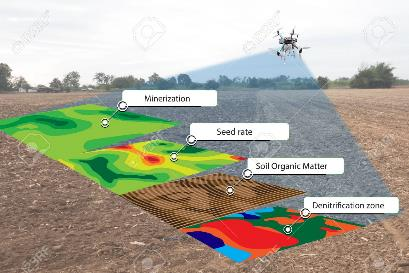 Minerization
Seed rate
Soil Organic Matter
Denitrification zone